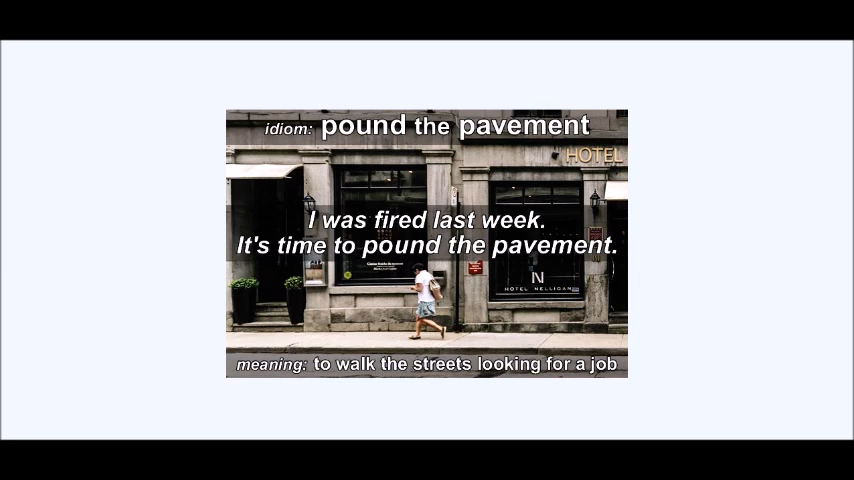 idiom: pound the pavement
HOTEL
I was fired last week.
It's time to pound the pavement.
N
HOTEL NELLIGAN
meaning: to walk the streets looking for a job